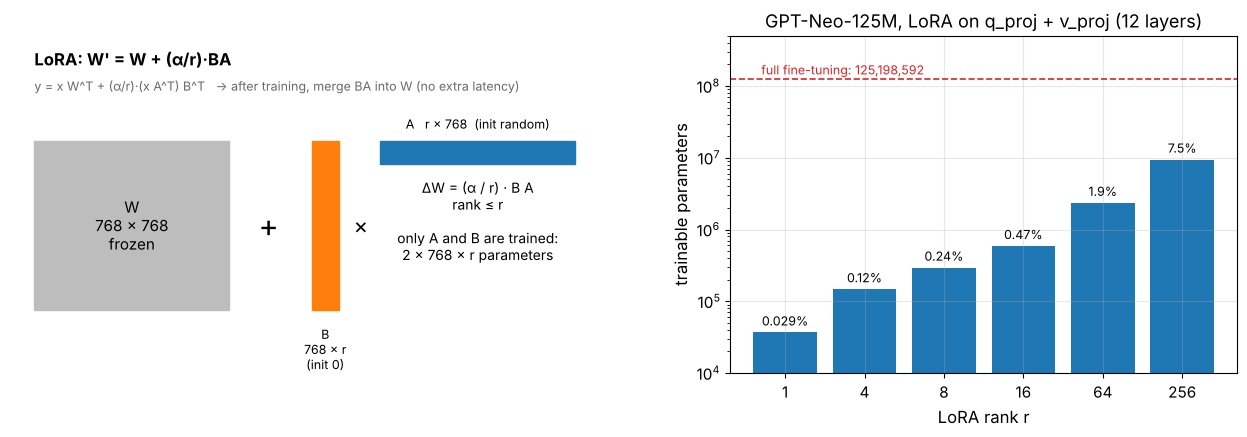 LoRA: W' = W + (α/r)·BA
y = x W^T + (α/r)·(x A^T) B^T → after training, merge BA into W (no extra latency)
A r × 768 (init random)
W
768 × 768
frozen
+
×
ΔW = (α / r) · B A
rank ≤ r
only A and B are trained:
2 × 768 × r parameters
B
768 × r
(init 0)
GPT-Neo-125M, LoRA on q_proj + v_proj (12 layers)
full fine-tuning: 125,198,592
trainable parameters
10^8
10^7
10^6
10^5
10^4
0.029%
0.12%
0.24%
0.47%
1.9%
7.5%
1 4 8 16 64 256
LoRA rank r